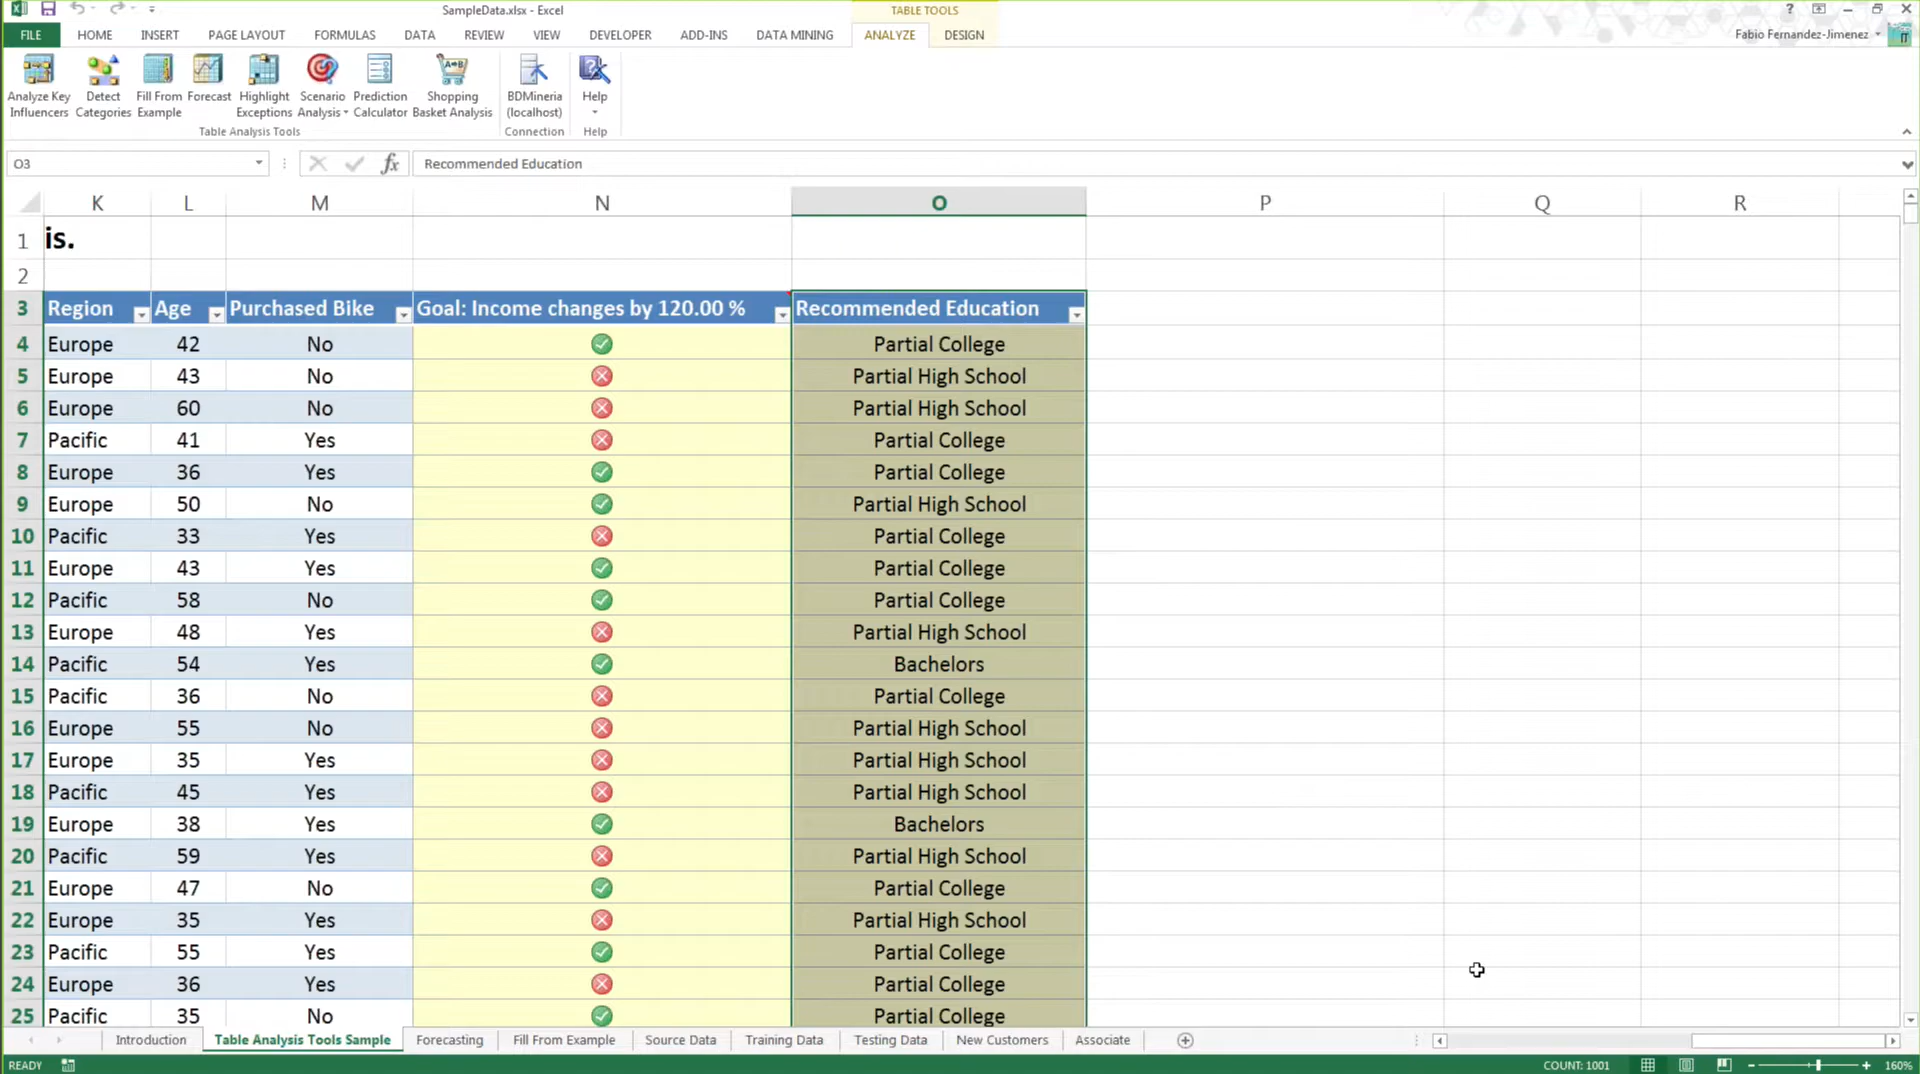 SampleData.xlsx - Excel
TABLE TOOLS
FILE HOME INSERT PAGE LAYOUT FORMULAS DATA REVIEW VIEW DEVELOPER ADD-INS DATA MINING ANALYZE DESIGN Fabio Fernandez-Jimenez
Analyze Key Influencers
Detect Categories
Fill From Example
Forecast
Highlight Exceptions
Scenario Analysis
Prediction Calculator
Shopping Basket Analysis
BDMineria (localhost)
Help
Table Analysis Tools Connection Help
O3 fx Recommended Education
K L M N O P Q R
1 is.
2
3 Region Age Purchased Bike Goal: Income changes by 120.00 % Recommended Education
4 Europe 42 No Partial College
5 Europe 43 No Partial High School
6 Europe 60 No Partial High School
7 Pacific 41 Yes Partial College
8 Europe 36 Yes Partial College
9 Europe 50 No Partial High School
10 Pacific 33 Yes Partial College
11 Europe 43 Yes Partial College
12 Pacific 58 No Partial College
13 Europe 48 Yes Partial High School
14 Pacific 54 Yes Bachelors
15 Pacific 36 No Partial College
16 Europe 55 No Partial High School
17 Europe 35 Yes Partial High School
18 Pacific 45 Yes Partial High School
19 Europe 38 Yes Bachelors
20 Pacific 59 Yes Partial High School
21 Europe 47 No Partial College
22 Europe 35 Yes Partial High School
23 Pacific 55 Yes Partial College
24 Europe 36 Yes Partial College
25 Pacific 35 No Partial College
Introduction Table Analysis Tools Sample Forecasting Fill From Example Source Data Training Data Testing Data New Customers Associate
READY COUNT: 1001 160%